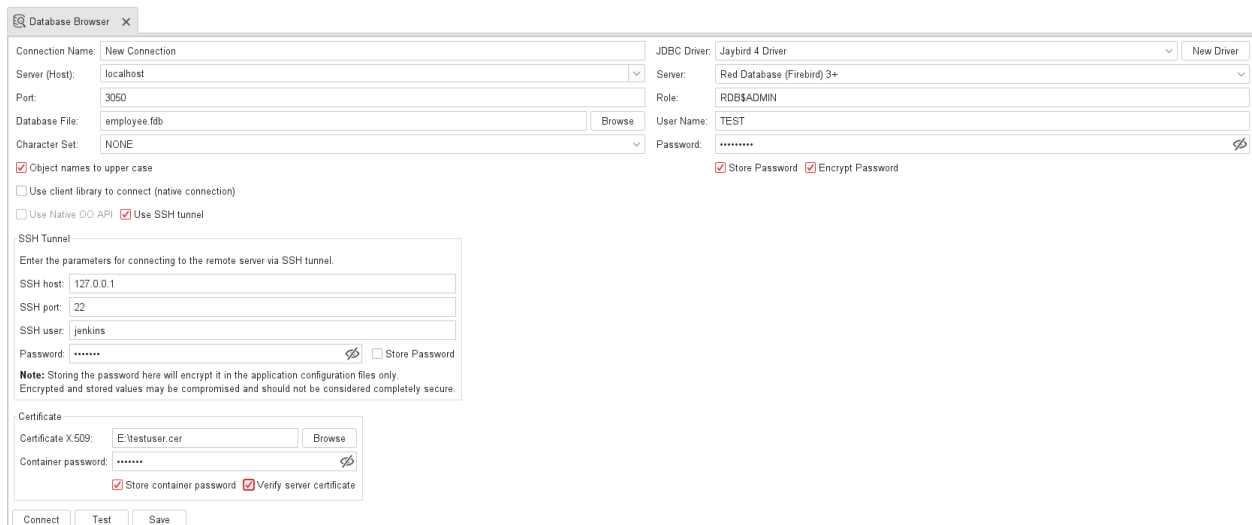 Database Browser
Connection Name: New Connection
JDBC Driver: Jaybird 4 Driver New Driver
Server (Host): localhost
Server: Red Database (Firebird) 3+
Port: 3050
Role: RDB$ADMIN
Database File: employee.fdb Browse
User Name: TEST
Character Set: NONE
Password: •••••••••
Object names to upper case
Store Password Encrypt Password
Use client library to connect (native connection)
Use Native OO API Use SSH tunnel
SSH Tunnel
Enter the parameters for connecting to the remote server via SSH tunnel.
SSH host: 127.0.0.1
SSH port: 22
SSH user: jenkins
Password: ••••••• Store Password
Note: Storing the password here will encrypt it in the application configuration files only.
Encrypted and stored values may be compromised and should not be considered completely secure.
Certificate
Certificate X.509: E:\testuser.cer Browse
Container password: •••••••
Store container password Verify server certificate
Connect Test Save